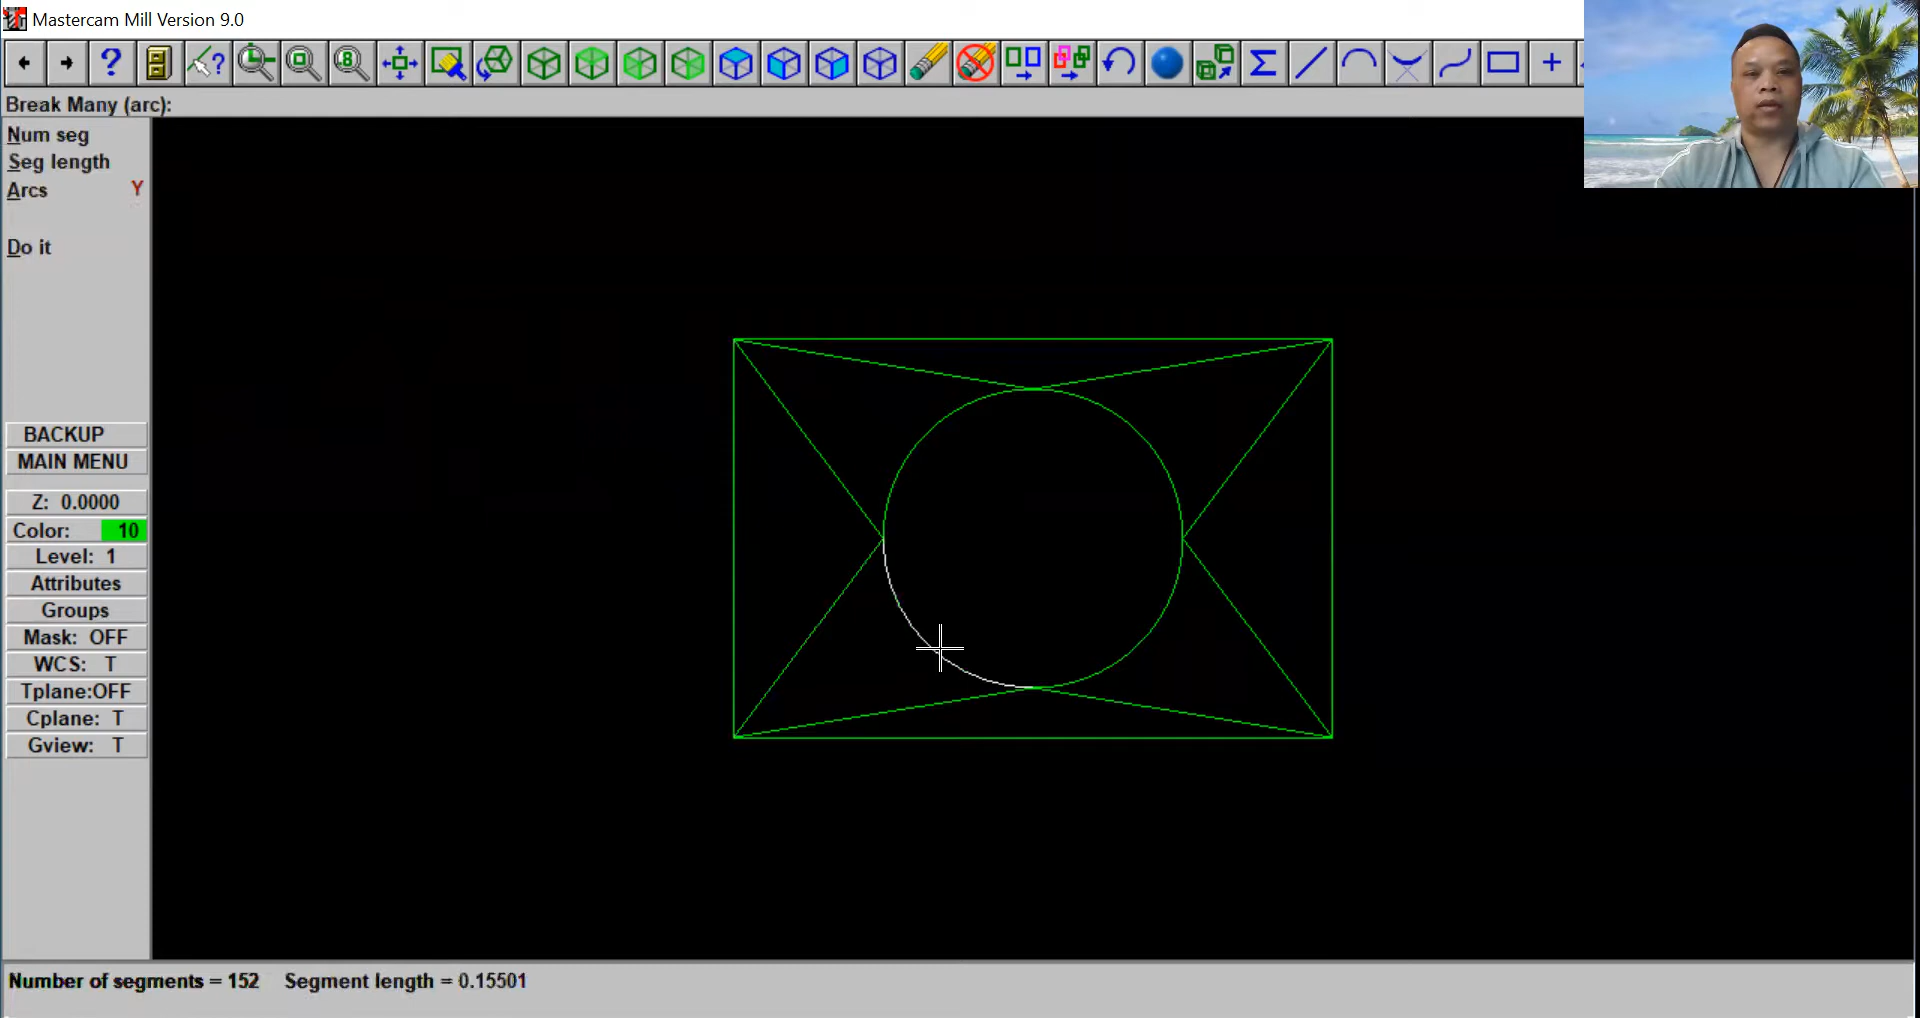 Mastercam Mill Version 9.0
Break Many (arc):
Num seg
Seg length
Arcs Y
Do it
BACKUP
MAIN MENU
Z: 0.0000
Color: 10
Level: 1
Attributes
Groups
Mask: OFF
WCS: T
Tplane:OFF
Cplane: T
Gview: T
Number of segments = 152 Segment length = 0.15501